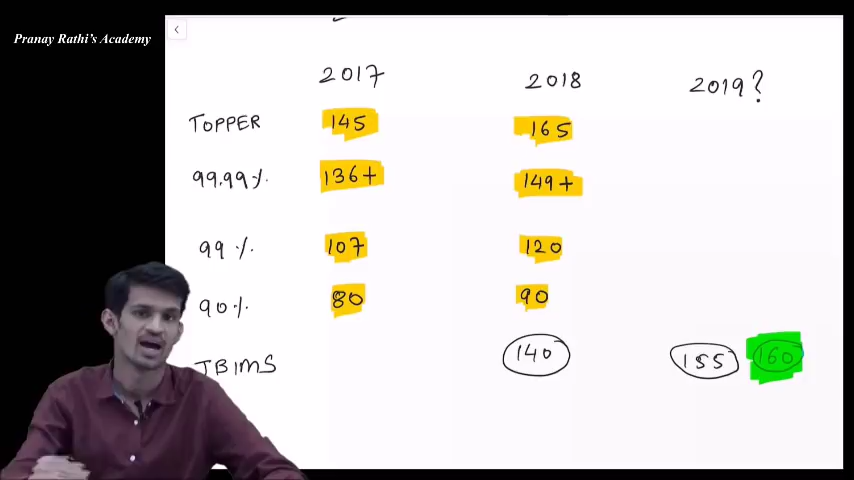 Pranay Rathi's Academy
2017 2018 2019?
TOPPER 145 165
99.99% 136+ 149+
99% 107 120
90% 80 90
JBIMS 140 155 160